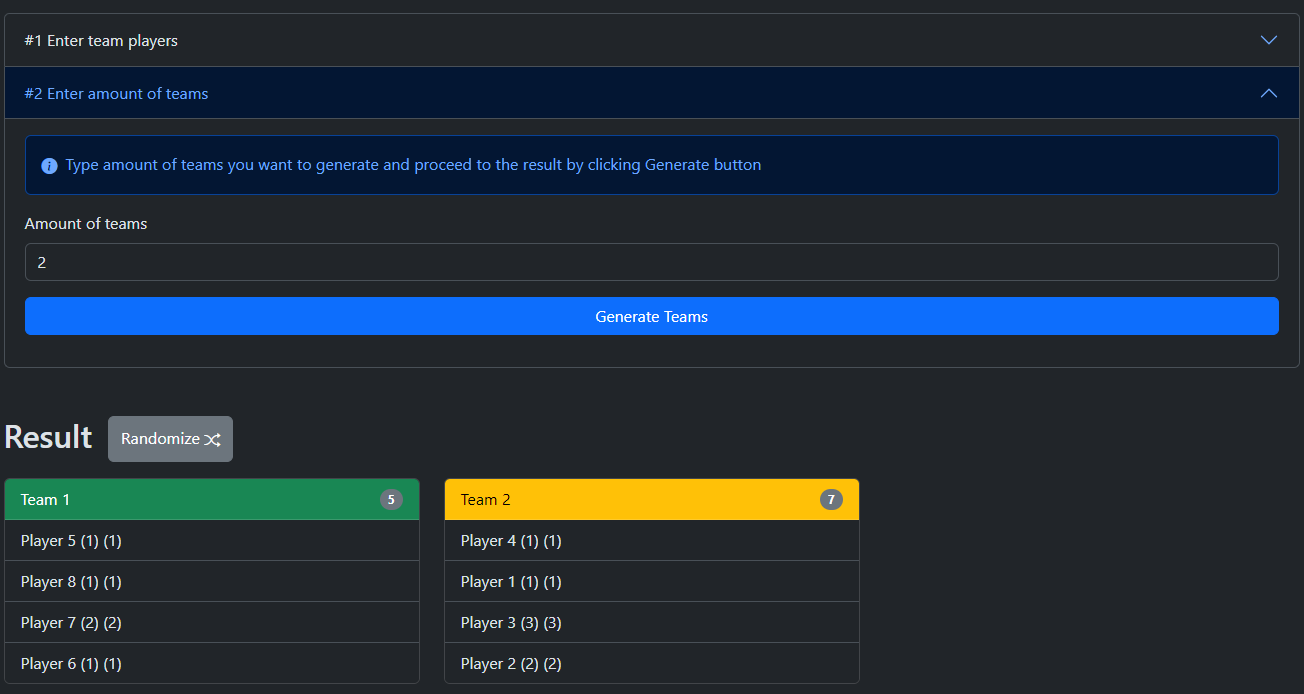 #1 Enter team players
#2 Enter amount of teams
Type amount of teams you want to generate and proceed to the result by clicking Generate button
Amount of teams
2
Generate Teams
Result
Randomize
Team 1 5
Player 5 (1) (1)
Player 8 (1) (1)
Player 7 (2) (2)
Player 6 (1) (1)
Team 2 7
Player 4 (1) (1)
Player 1 (1) (1)
Player 3 (3) (3)
Player 2 (2) (2)